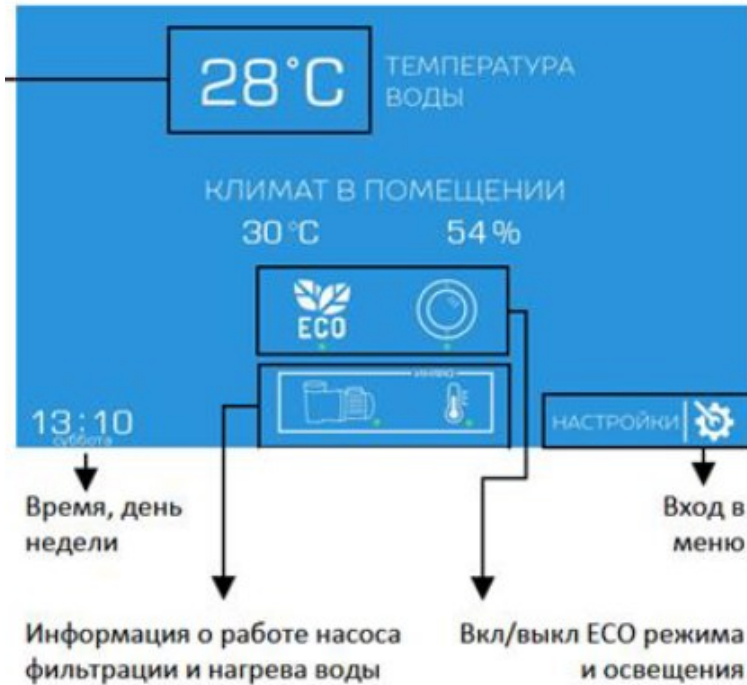 28°C
ТЕМПЕРАТУРА
ВОДЫ
КЛИМАТ В ПОМЕЩЕНИИ
30°C 54%
ECO
ИНФО
13:10
суббота
НАСТРОЙКИ
Время, день
недели
Вход в
меню
Информация о работе насоса
фильтрации и нагрева воды
Вкл/выкл ECO режима
и освещения